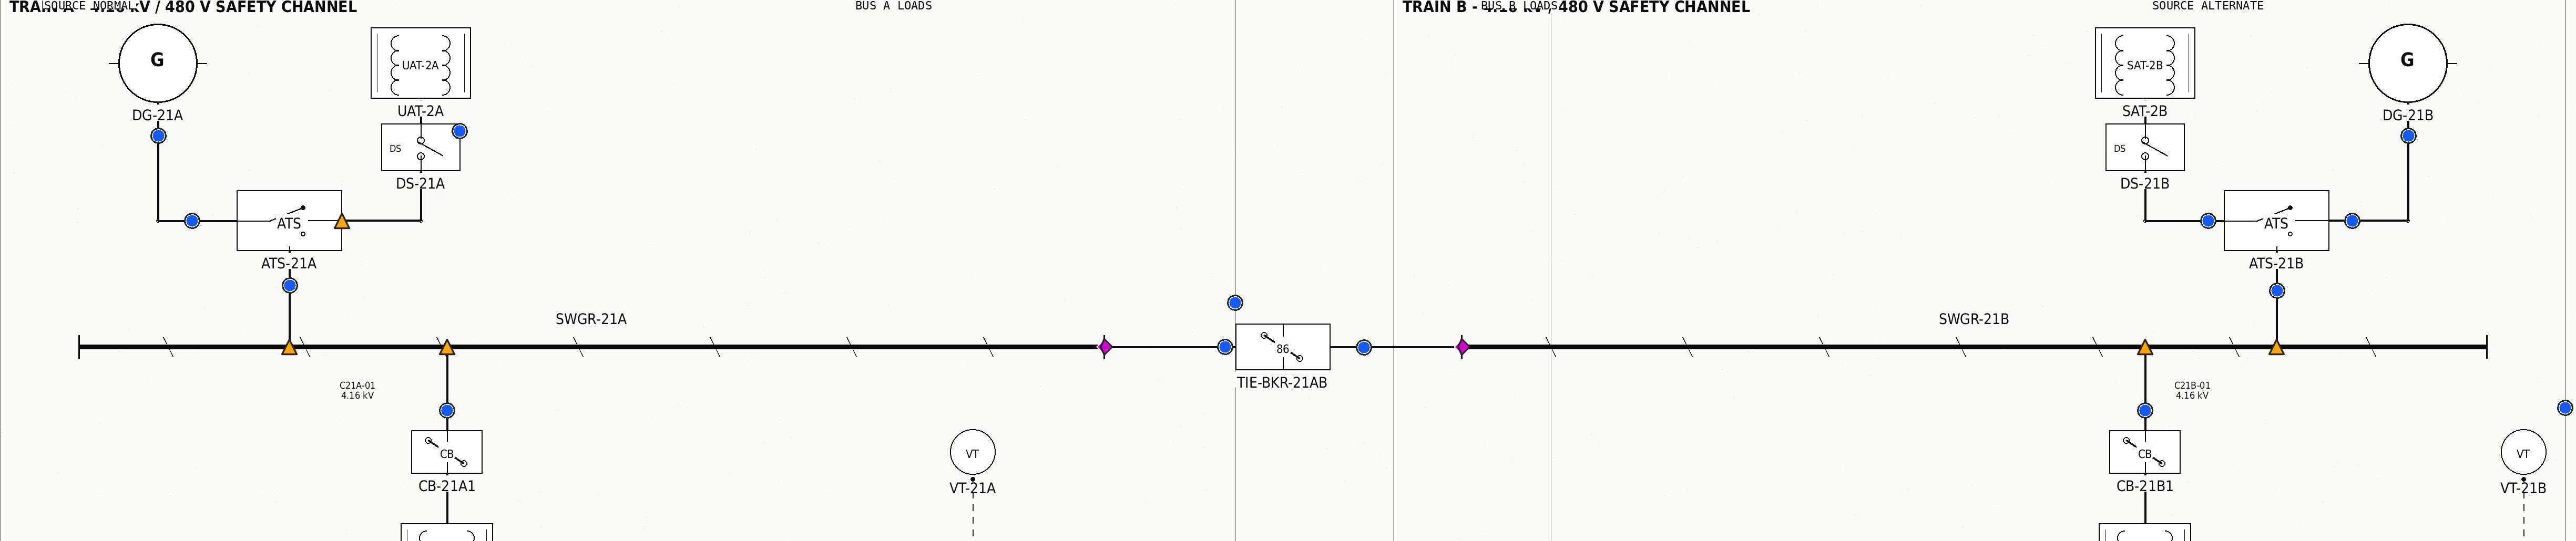 / 480 V SAFETY CHANNEL
SOURCE NORMAL
BUS A LOADS
TRAIN B -
BUS B LOADS
/ 480 V SAFETY CHANNEL
SOURCE ALTERNATE
G
UAT-2A
SAT-2B
G
DG-21A
UAT-2A
SAT-2B
DG-21B
DS
DS
DS-21A
DS-21B
ATS
ATS
ATS-21A
ATS-21B
SWGR-21A
SWGR-21B
86
TIE-BKR-21AB
C21A-01
4.16 kV
C21B-01
4.16 kV
CB
VT
CB
VT
CB-21A1
VT-21A
CB-21B1
VT-21B